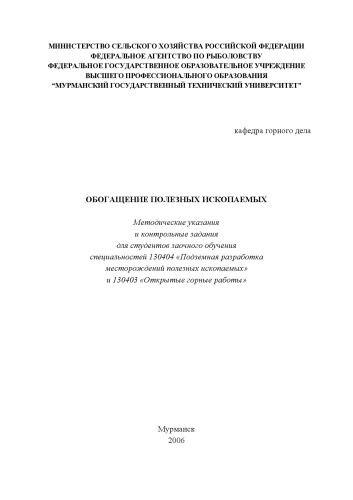 МИНИСТЕРСТВО СЕЛЬСКОГО ХОЗЯЙСТВА РОССИЙСКОЙ ФЕДЕРАЦИИ
ФЕДЕРАЛЬНОЕ АГЕНТСТВО ПО РЫБОЛОВСТВУ
ФЕДЕРАЛЬНОЕ ГОСУДАРСТВЕННОЕ ОБРАЗОВАТЕЛЬНОЕ УЧРЕЖДЕНИЕ
ВЫСШЕГО ПРОФЕССИОНАЛЬНОГО ОБРАЗОВАНИЯ
“МУРМАНСКИЙ ГОСУДАРСТВЕННЫЙ ТЕХНИЧЕСКИЙ УНИВЕРСИТЕТ”
кафедра горного дела
ОБОГАЩЕНИЕ ПОЛЕЗНЫХ ИСКОПАЕМЫХ
Методические указания
и контрольные задания
для студентов заочного обучения
специальностей 130404 «Подземная разработка
месторождений полезных ископаемых»
и 130403 «Открытые горные работы»
Мурманск
2006